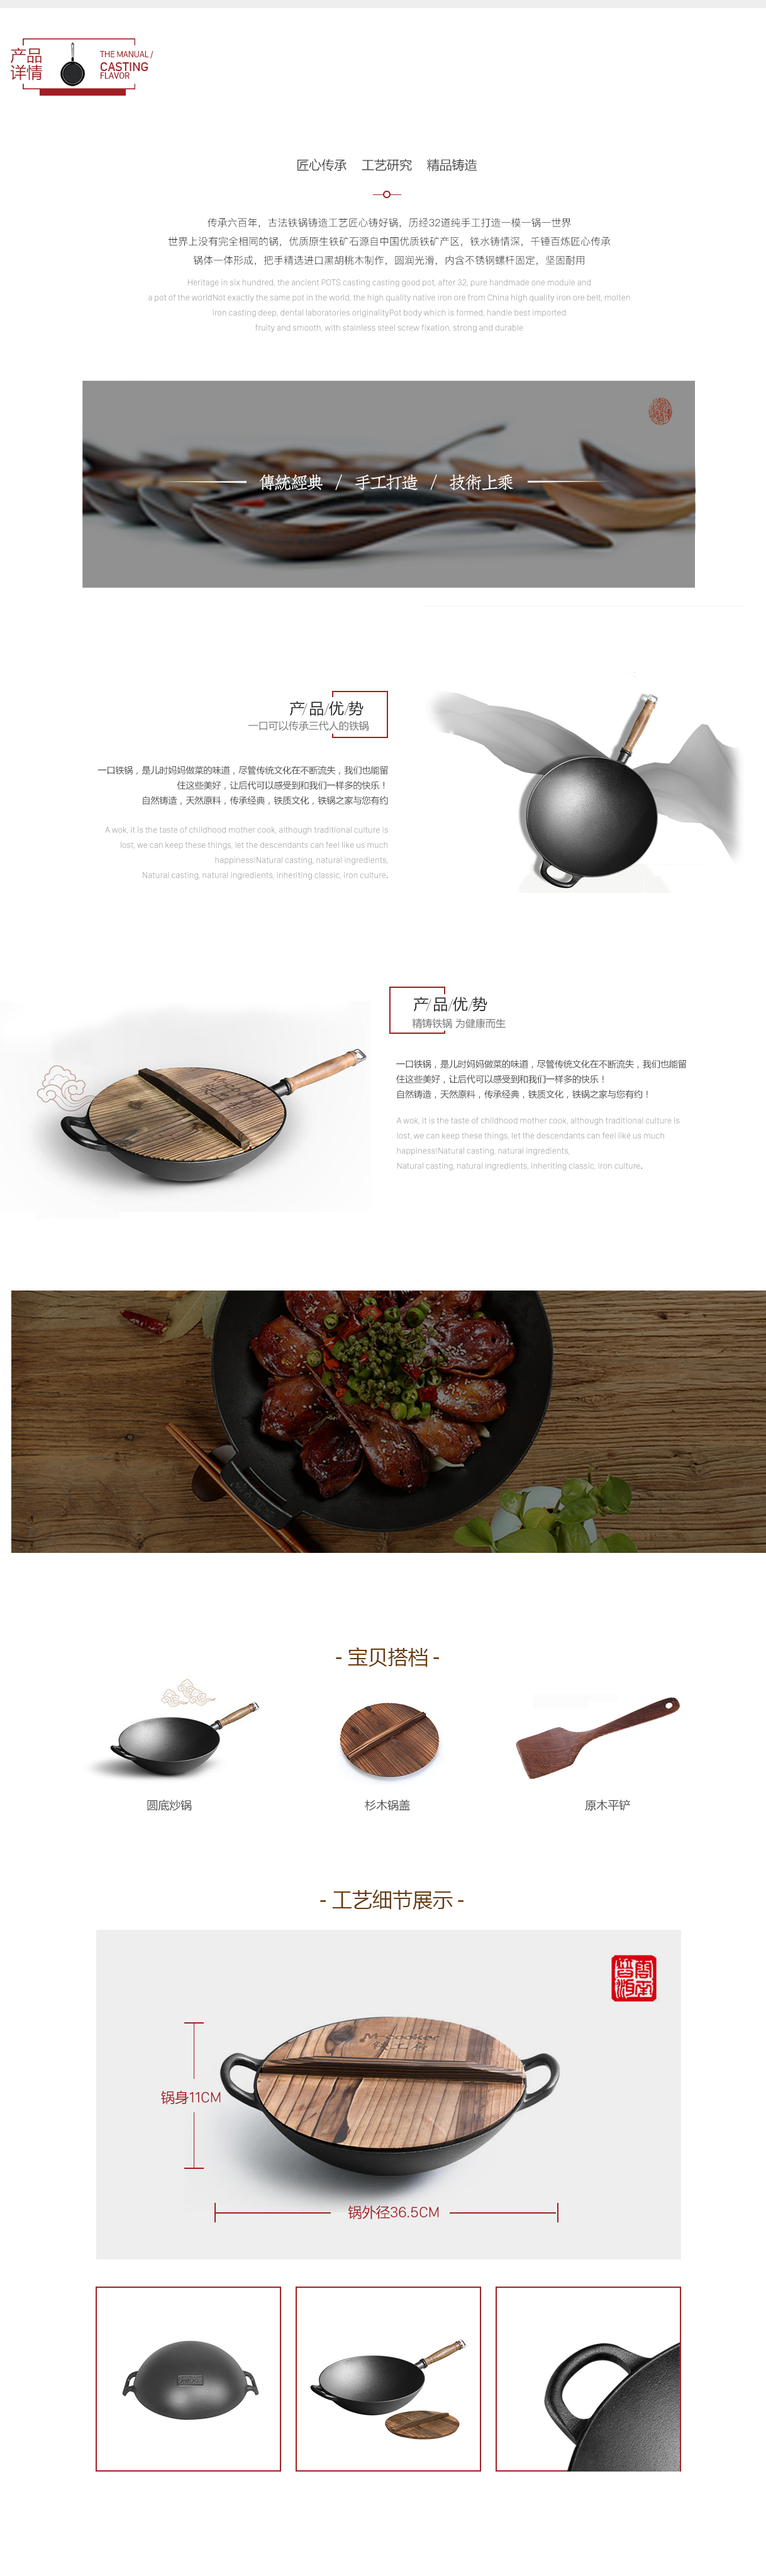 产品
详情
THE MANUAL /
CASTING
FLAVOR
匠心传承 工艺研究 精品铸造
传承六百年，古法铁锅铸造工艺匠心铸好锅，历经32道纯手工打造一模一锅一世界
世界上没有完全相同的锅，优质原生铁矿石源自中国优质铁矿产区，铁水铸情深，千锤百炼匠心传承
锅体一体形成，把手精选进口黑胡桃木制作，圆润光滑，内含不锈钢螺杆固定，坚固耐用
Heritage in six hundred, the ancient POTS casting casting good pot, after 32, pure handmade one module and
a pot of the worldNot exactly the same pot in the world, the high quality native iron ore from China high quality iron ore belt, molten
iron casting deep, dental laboratories originalityPot body which is formed, handle best imported
fruity and smooth, with stainless steel screw fixation, strong and durable
傳統經典 / 手工打造 / 技術上乘
产/品/优/势
一口可以传承三代人的铁锅
一口铁锅，是儿时妈妈做菜的味道，尽管传统文化在不断流失，我们也能留
住这些美好，让后代可以感受到和我们一样多的快乐！
自然铸造，天然原料，传承经典，铁质文化，铁锅之家与您有约
A wok, it is the taste of childhood mother cook, although traditional culture is
lost, we can keep these things, let the descendants can feel like us much
happiness!Natural casting, natural ingredients,
Natural casting, natural ingredients, inheriting classic, iron culture。
产/品/优/势
精铸铁锅 为健康而生
一口铁锅，是儿时妈妈做菜的味道，尽管传统文化在不断流失，我们也能留
住这些美好，让后代可以感受到和我们一样多的快乐！
自然铸造，天然原料，传承经典，铁质文化，铁锅之家与您有约！
A wok, it is the taste of childhood mother cook, although traditional culture is
lost, we can keep these things, let the descendants can feel like us much
happiness!Natural casting, natural ingredients,
Natural casting, natural ingredients, inheriting classic, iron culture。
- 宝贝搭档 -
圆底炒锅
杉木锅盖
原木平铲
- 工艺细节展示 -
M-cooker
锅身11CM
锅外径36.5CM